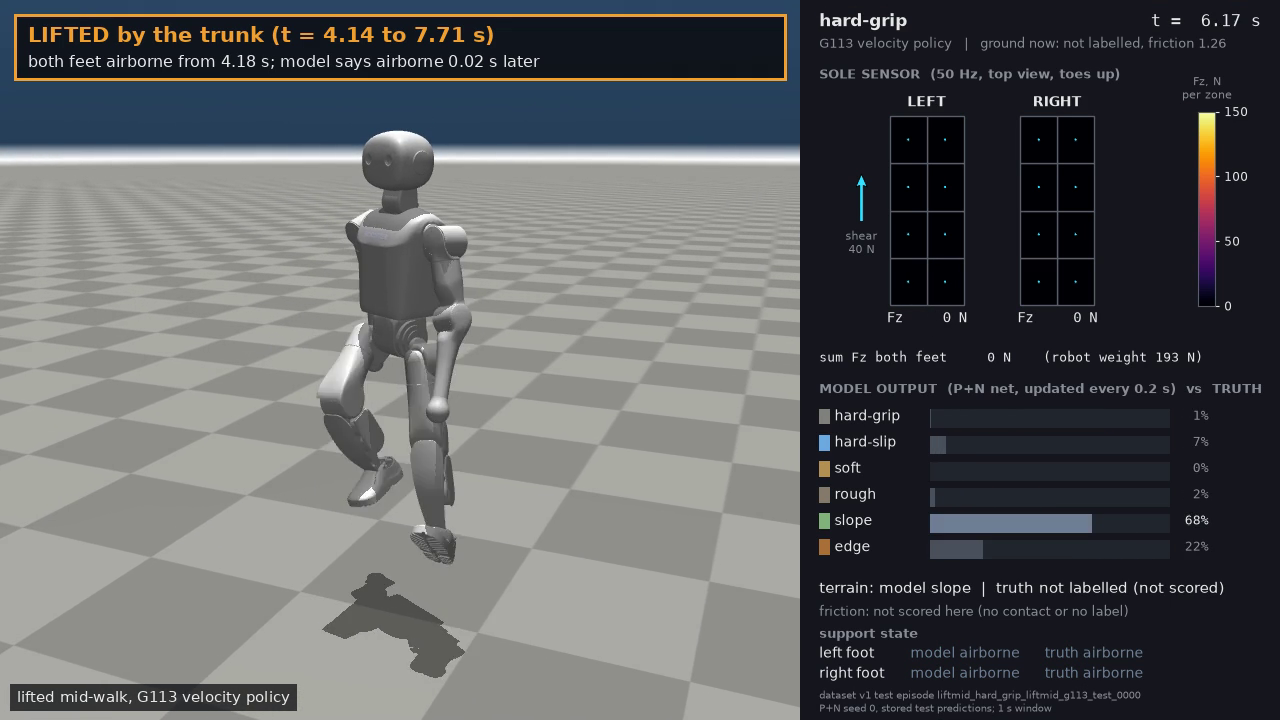 LIFTED by the trunk (t = 4.14 to 7.71 s)
both feet airborne from 4.18 s; model says airborne 0.02 s later
lifted mid-walk, G113 velocity policy
hard-grip t = 6.17 s
G113 velocity policy | ground now: not labelled, friction 1.26
SOLE SENSOR (50 Hz, top view, toes up)
Fz, N
per zone
LEFT RIGHT
150
100
50
0
shear
40 N
Fz 0 N Fz 0 N
sum Fz both feet 0 N (robot weight 193 N)
MODEL OUTPUT (P+N net, updated every 0.2 s) vs TRUTH
hard-grip 1%
hard-slip 7%
soft 0%
rough 2%
slope 68%
edge 22%
terrain: model slope | truth not labelled (not scored)
friction: not scored here (no contact or no label)
support state
left foot model airborne truth airborne
right foot model airborne truth airborne
dataset v1 test episode liftmid_hard_grip_liftmid_g113_test_0000
P+N seed 0, stored test predictions; 1 s window